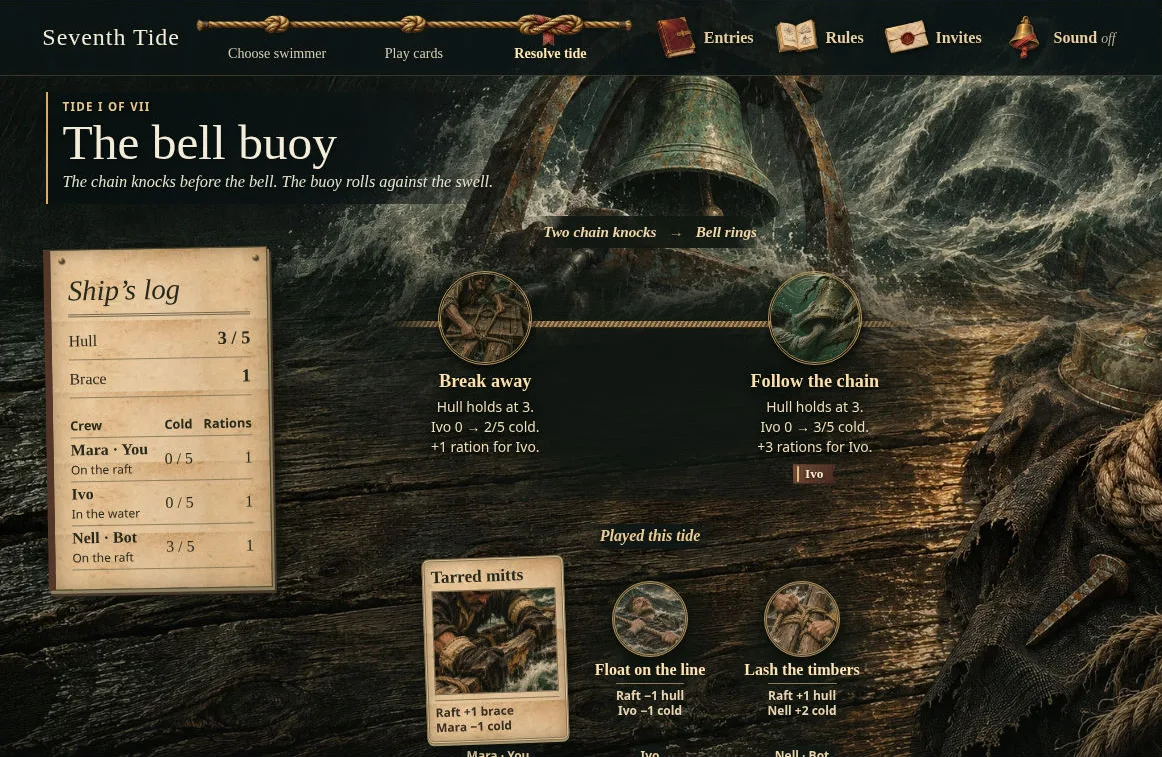 Seventh Tide
Choose swimmer
Play cards
Resolve tide
Entries
Rules
Invites
Sound off
TIDE I OF VII
The bell buoy
The chain knocks before the bell. The buoy rolls against the swell.
Two chain knocks → Bell rings
Ship’s log
Hull 3 / 5
Brace 1
Crew Cold Rations
Mara · You
On the raft
0 / 5 1
Ivo
In the water
0 / 5 1
Nell · Bot
On the raft
3 / 5 1
Break away
Hull holds at 3.
Ivo 0 → 2/5 cold.
+1 ration for Ivo.
Follow the chain
Hull holds at 3.
Ivo 0 → 3/5 cold.
+3 rations for Ivo.
Ivo
Played this tide
Tarred mitts
Raft +1 brace
Mara −1 cold
Mara · You
Float on the line
Raft −1 hull
Ivo −1 cold
Ivo
Lash the timbers
Raft +1 hull
Nell +2 cold
Nell · Bot